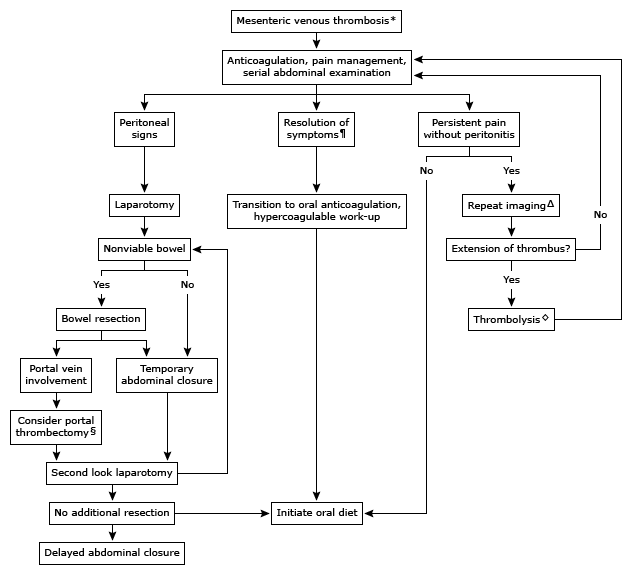 Mesenteric venous thrombosis*
Anticoagulation, pain management,
serial abdominal examination
Peritoneal
signs
Resolution of
symptoms¶
Persistent pain
without peritonitis
No
Yes
Laparotomy
Transition to oral anticoagulation,
hypercoagulable work-up
Repeat imagingΔ
No
Nonviable bowel
Extension of thrombus?
Yes
No
Yes
Bowel resection
Thrombolysis◊
Portal vein
involvement
Temporary
abdominal closure
Consider portal
thrombectomy§
Second look laparotomy
No additional resection
Initiate oral diet
Delayed abdominal closure